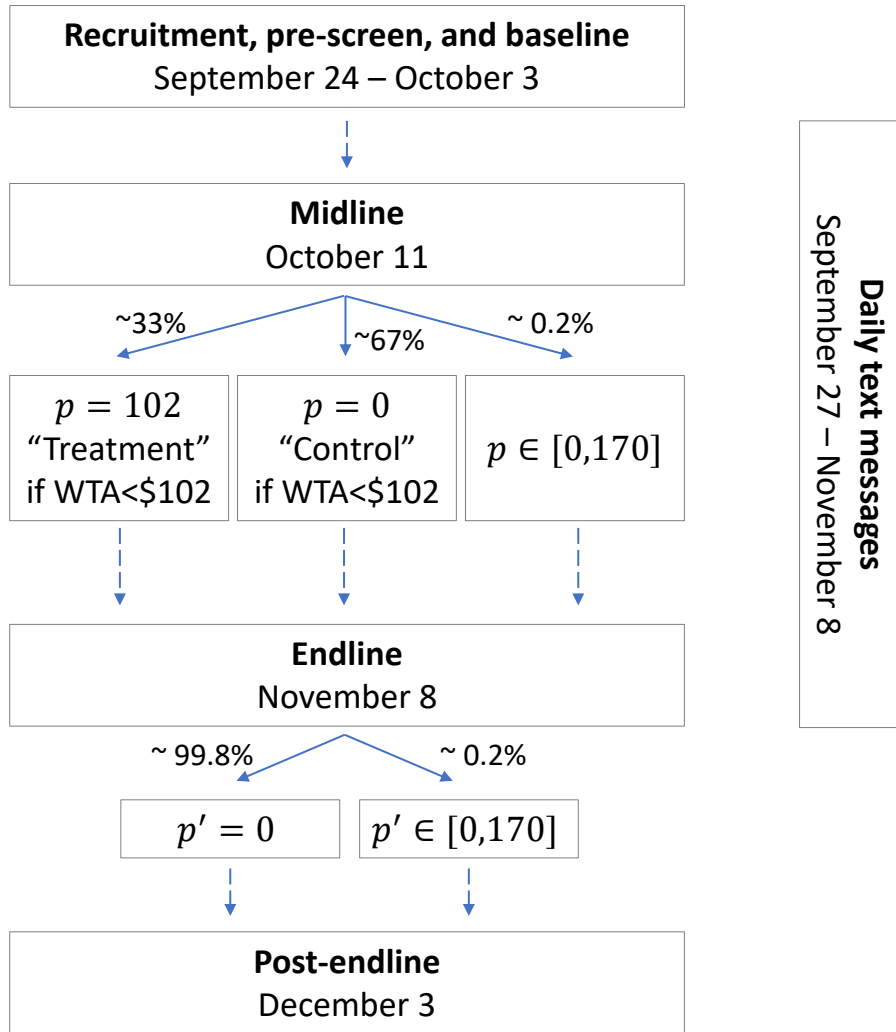 Recruitment, pre-screen, and baseline
September 24 – October 3
Midline
October 11
~33%
~67%
~ 0.2%
p = 102
"Treatment"
if WTA<$102
p = 0
"Control"
if WTA<$102
p ∈ [0,170]
Endline
November 8
~ 99.8%
~ 0.2%
p′ = 0
p′ ∈ [0,170]
Post-endline
December 3
Daily text messages
September 27 – November 8